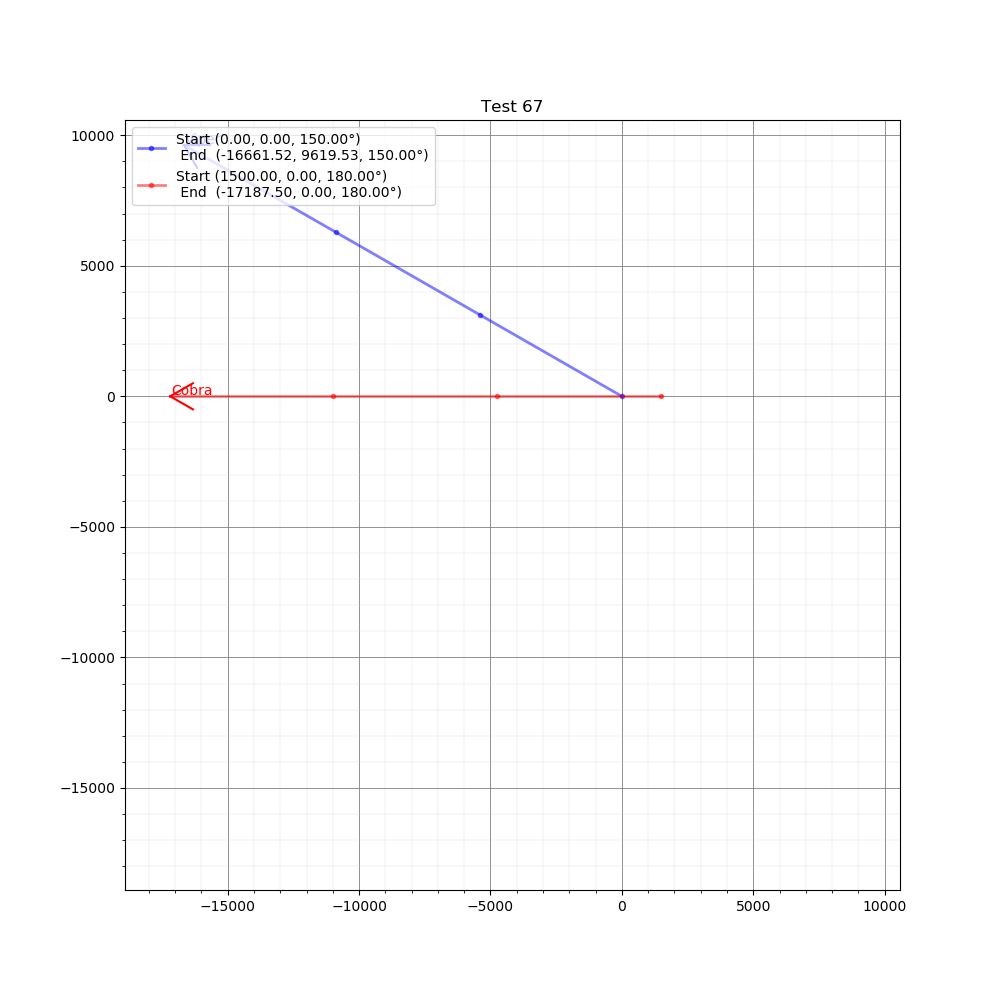 Test 67
Start (0.00, 0.00, 150.00°)
End (-16661.52, 9619.53, 150.00°)
Start (1500.00, 0.00, 180.00°)
End (-17187.50, 0.00, 180.00°)
Cobra
10000
5000
0
−5000
−10000
−15000
−15000
−10000
−5000
0
5000
10000